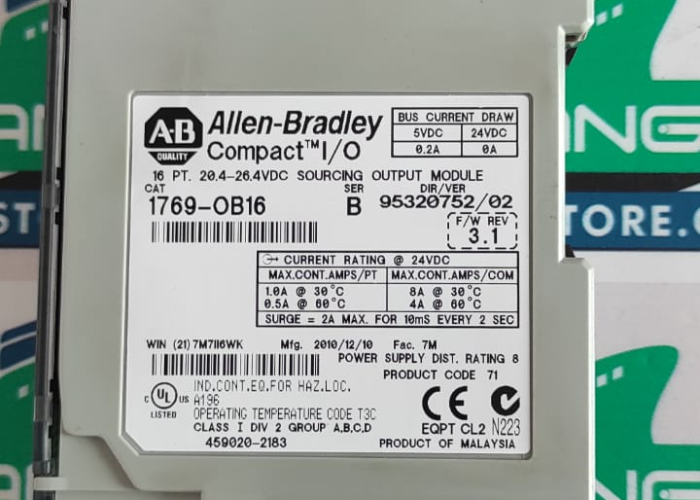 A-B
QUALITY
Allen-Bradley
Compact™ I/O
BUS CURRENT DRAW
5VDC 24VDC
0.2A 0A
16 PT. 20.4-26.4VDC SOURCING OUTPUT MODULE
CAT SER DIR/VER
1769-OB16 B 95320752/02
F/W REV
3.1
CURRENT RATING @ 24VDC
MAX.CONT.AMPS/PT MAX.CONT.AMPS/COM
1.0A @ 30°C 8A @ 30°C
0.5A @ 60°C 4A @ 60°C
SURGE = 2A MAX. FOR 10mS EVERY 2 SEC
WIN (21) 7M7116WK Mfg. 2010/12/10 Fac. 7M
POWER SUPPLY DIST. RATING 8
PRODUCT CODE 71
IND.CONT.EQ.FOR HAZ.LOC.
C UL US A196
LISTED OPERATING TEMPERATURE CODE T3C
CLASS I DIV 2 GROUP A,B,C,D
459020-2183
CE
EQPT CL2 N223
PRODUCT OF MALAYSIA
TORE.CO